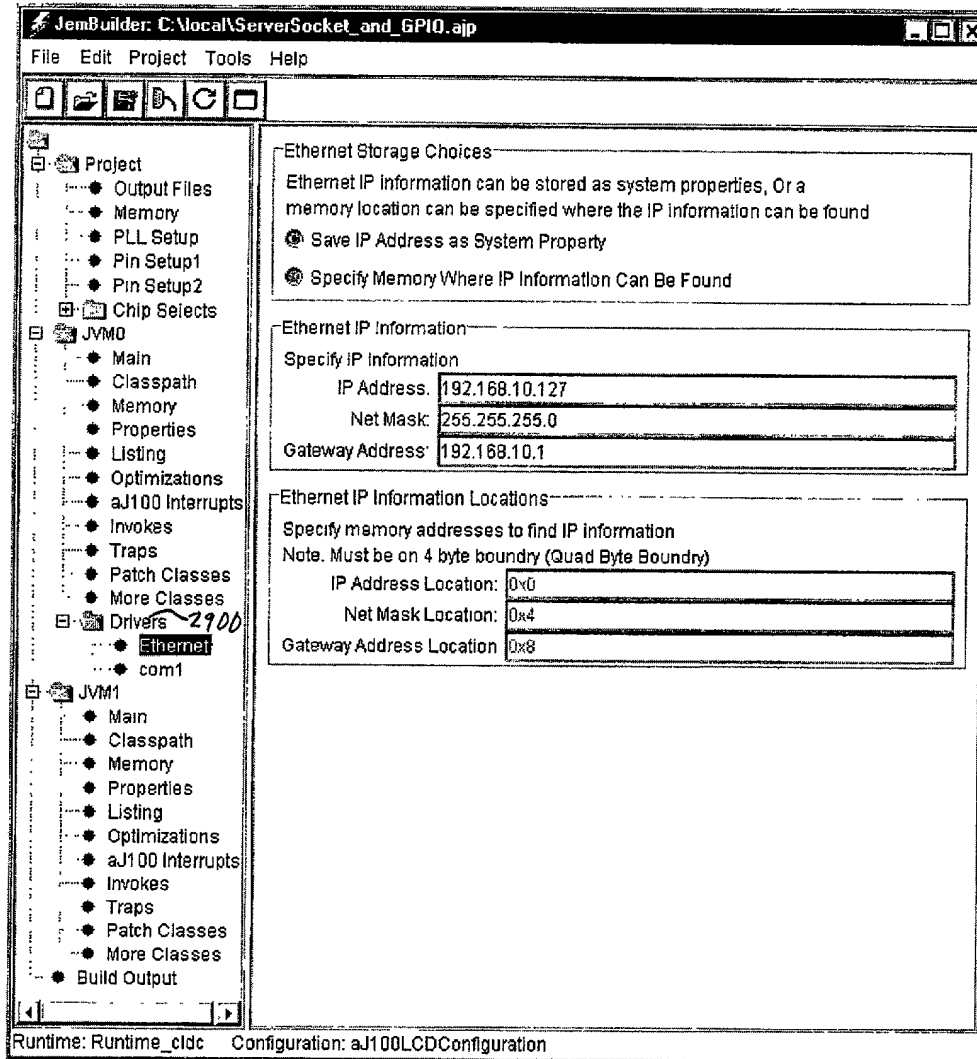 JemBuilder: C:\local\ServerSocket_and_GPIO.ajp
File Edit Project Tools Help
Project
Output Files
Memory
PLL Setup
Pin Setup1
Pin Setup2
Chip Selects
JVM0
Main
Classpath
Memory
Properties
Listing
Optimizations
aJ100 Interrupts
Invokes
Traps
Patch Classes
More Classes
Drivers 2900
Ethernet
com1
JVM1
Main
Classpath
Memory
Properties
Listing
Optimizations
aJ100 Interrupts
Invokes
Traps
Patch Classes
More Classes
Build Output
Ethernet Storage Choices
Ethernet IP information can be stored as system properties, Or a
memory location can be specified where the IP information can be found
Save IP Address as System Property
Specify Memory Where IP Information Can Be Found
Ethernet IP Information
Specify IP Information
IP Address. 192.168.10.127
Net Mask: 255.255.255.0
Gateway Address: 192.168.10.1
Ethernet IP Information Locations
Specify memory addresses to find IP information
Note. Must be on 4 byte boundry (Quad Byte Boundry)
IP Address Location: 0x0
Net Mask Location: 0x4
Gateway Address Location 0x8
Runtime: Runtime_cldc Configuration: aJ100LCDConfiguration